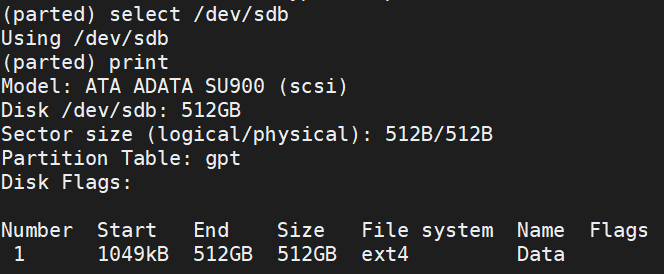 (parted) select /dev/sdb
Using /dev/sdb
(parted) print
Model: ATA ADATA SU900 (scsi)
Disk /dev/sdb: 512GB
Sector size (logical/physical): 512B/512B
Partition Table: gpt
Disk Flags:

Number  Start   End    Size   File system  Name  Flags
 1      1049kB  512GB  512GB  ext4         Data